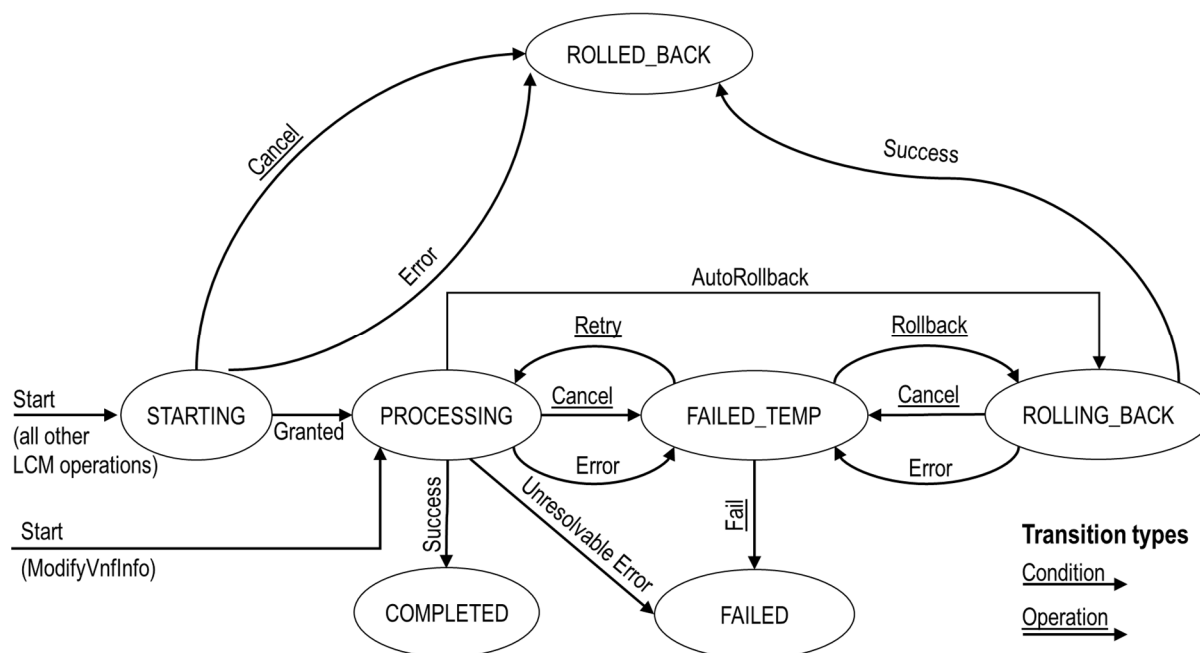 ROLLED_BACK
Cancel
Success
Error
AutoRollback
Retry
Rollback
Start
(all other
LCM operations)
STARTING
Granted
PROCESSING
Cancel
FAILED_TEMP
Cancel
ROLLING_BACK
Error
Error
Start
(ModifyVnfInfo)
Success
Unresolvable Error
Fail
COMPLETED
FAILED
Transition types
Condition
Operation